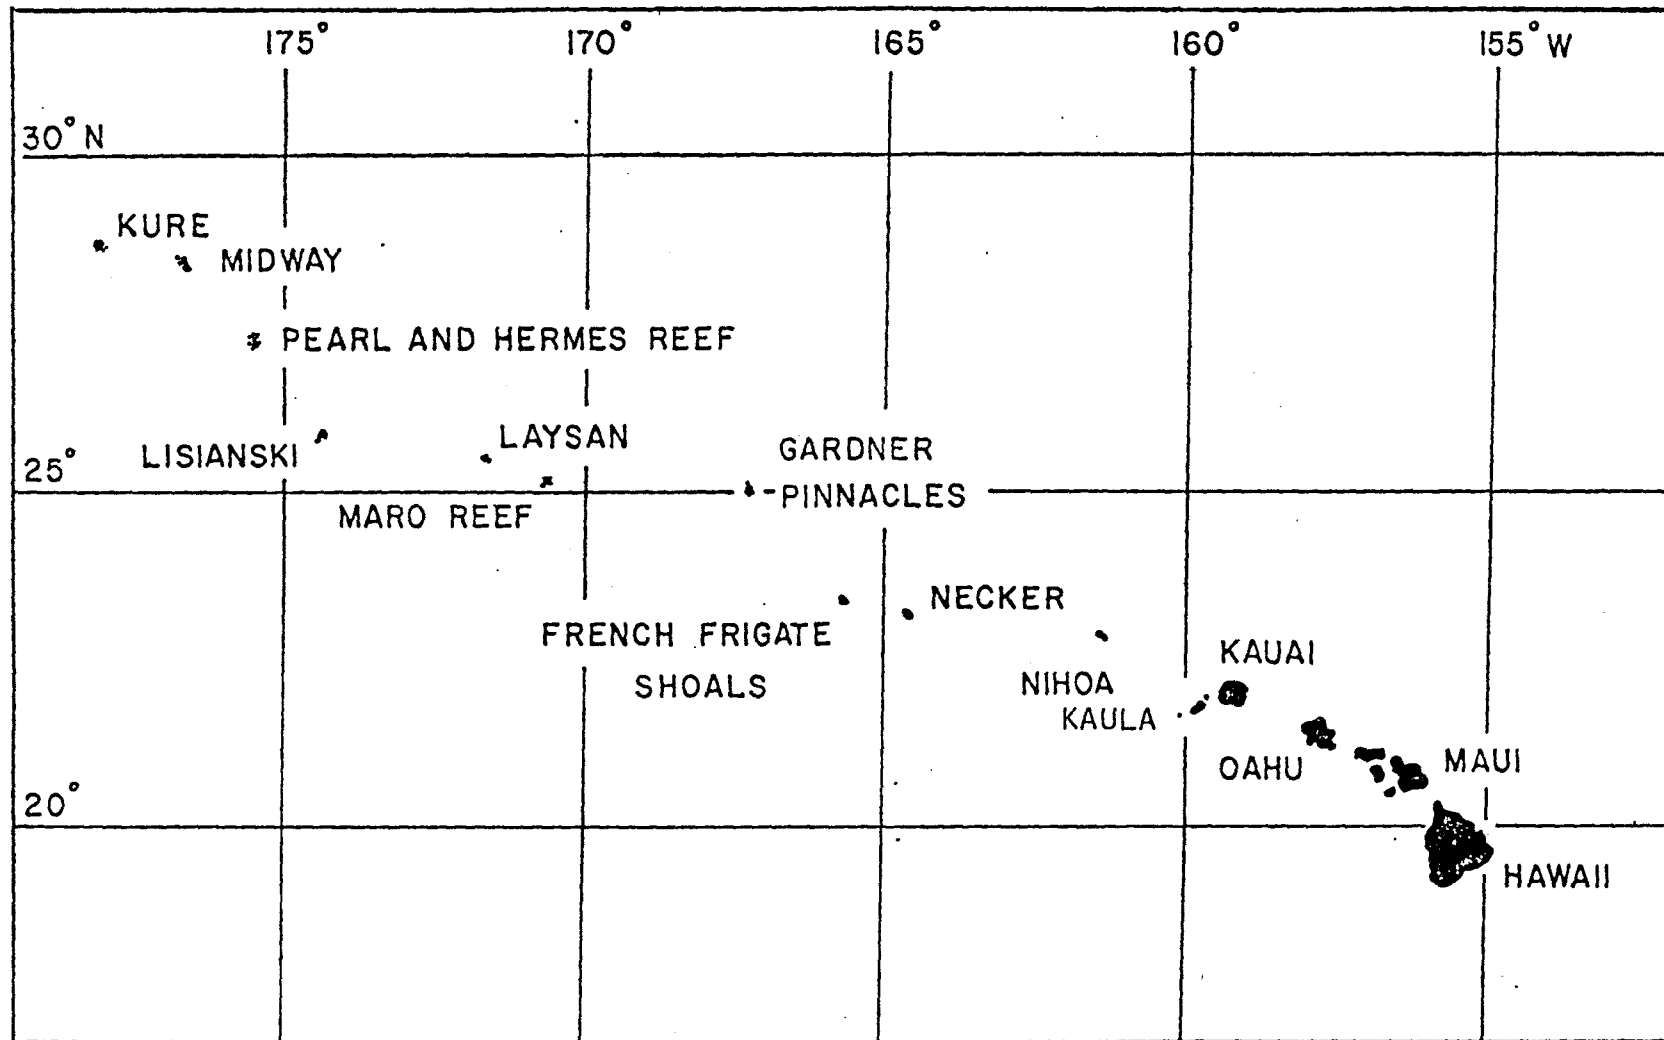 175° 170° 165° 160° 155° W
30° N
KURE
MIDWAY
PEARL AND HERMES REEF
LISIANSKI
LAYSAN
GARDNER
25°
PINNACLES
MARO REEF
NECKER
FRENCH FRIGATE
SHOALS
KAUAI
NIHOA
KAULA
OAHU
MAUI
20°
HAWAII